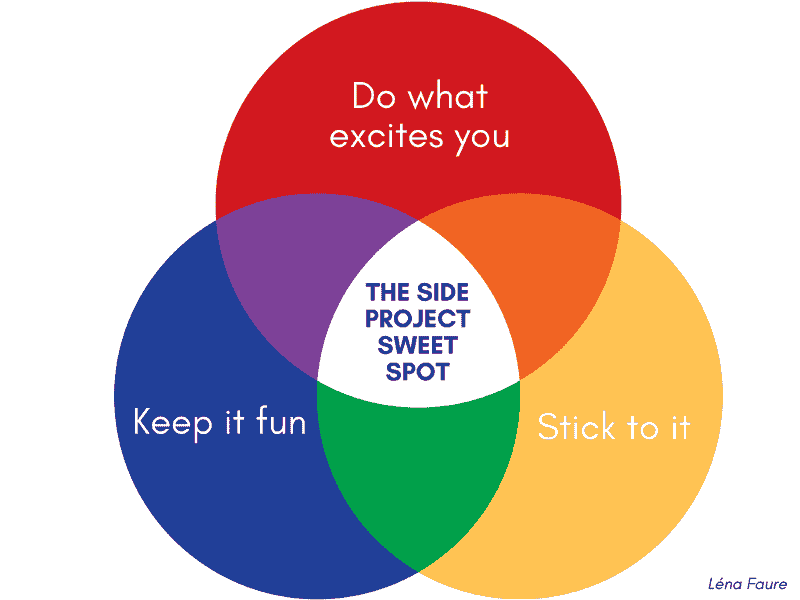 Do what
excites you
THE SIDE
PROJECT
SWEET
SPOT
Keep it fun
Stick to it
Léna Faure